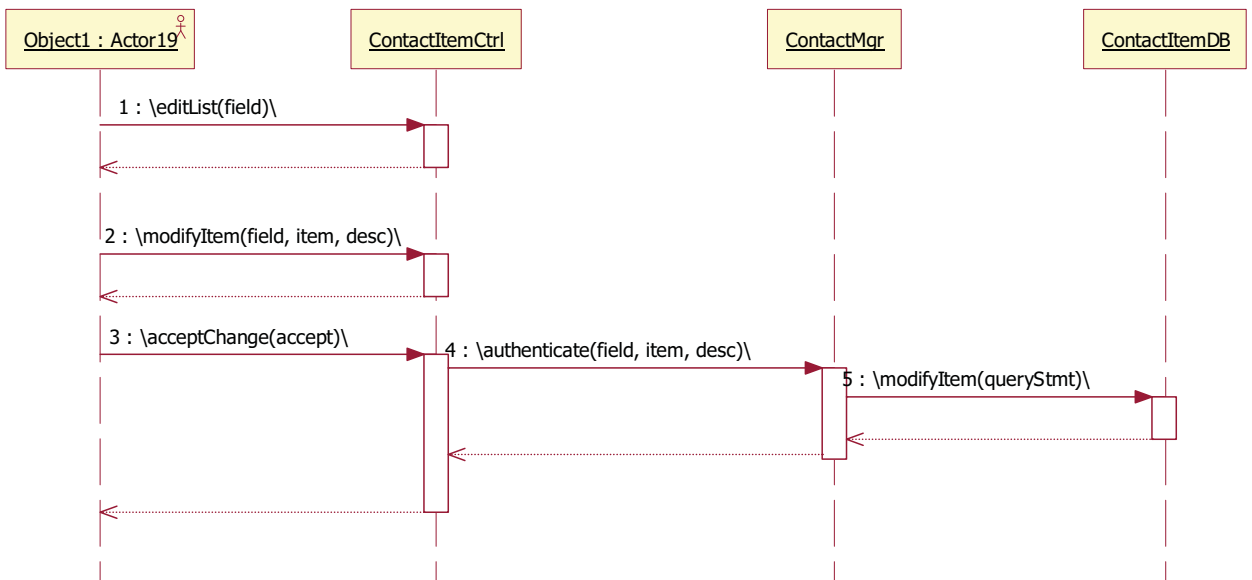 Object1 : Actor19
ContactItemCtrl
ContactMgr
ContactItemDB
1 : \editList(field)\
2 : \modifyItem(field, item, desc)\
3 : \acceptChange(accept)\
4 : \authenticate(field, item, desc)\
5 : \modifyItem(queryStmt)\